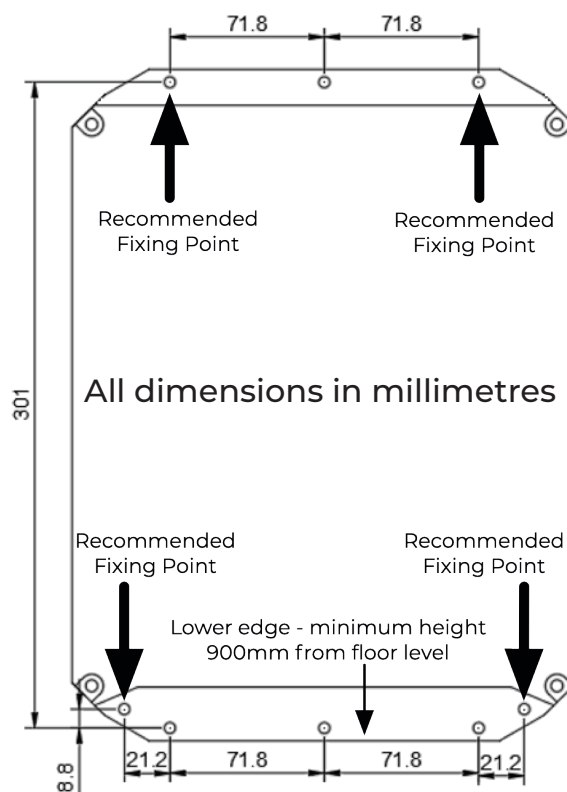 71.8 71.8
Recommended
Fixing Point
Recommended
Fixing Point
301
All dimensions in millimetres
Recommended
Fixing Point
Recommended
Fixing Point
Lower edge - minimum height
900mm from floor level
21.2 71.8 71.8 21.2
8.8